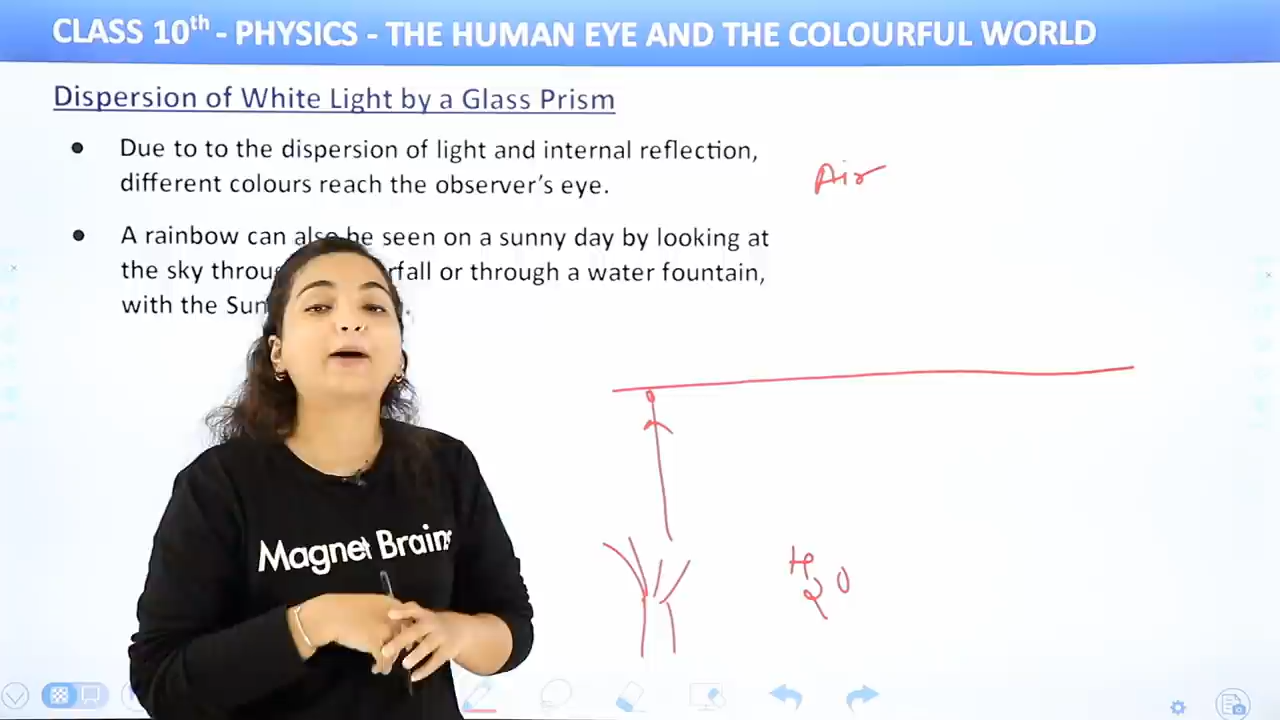 CLASS 10th - PHYSICS - THE HUMAN EYE AND THE COLOURFUL WORLD
Dispersion of White Light by a Glass Prism
Due to to the dispersion of light and internal reflection,
different colours reach the observer's eye.
Air
A rainbow can also be seen on a sunny day by looking at
the sky rfall or through a water fountain,
with the Sun
Magnet Brains
H2O